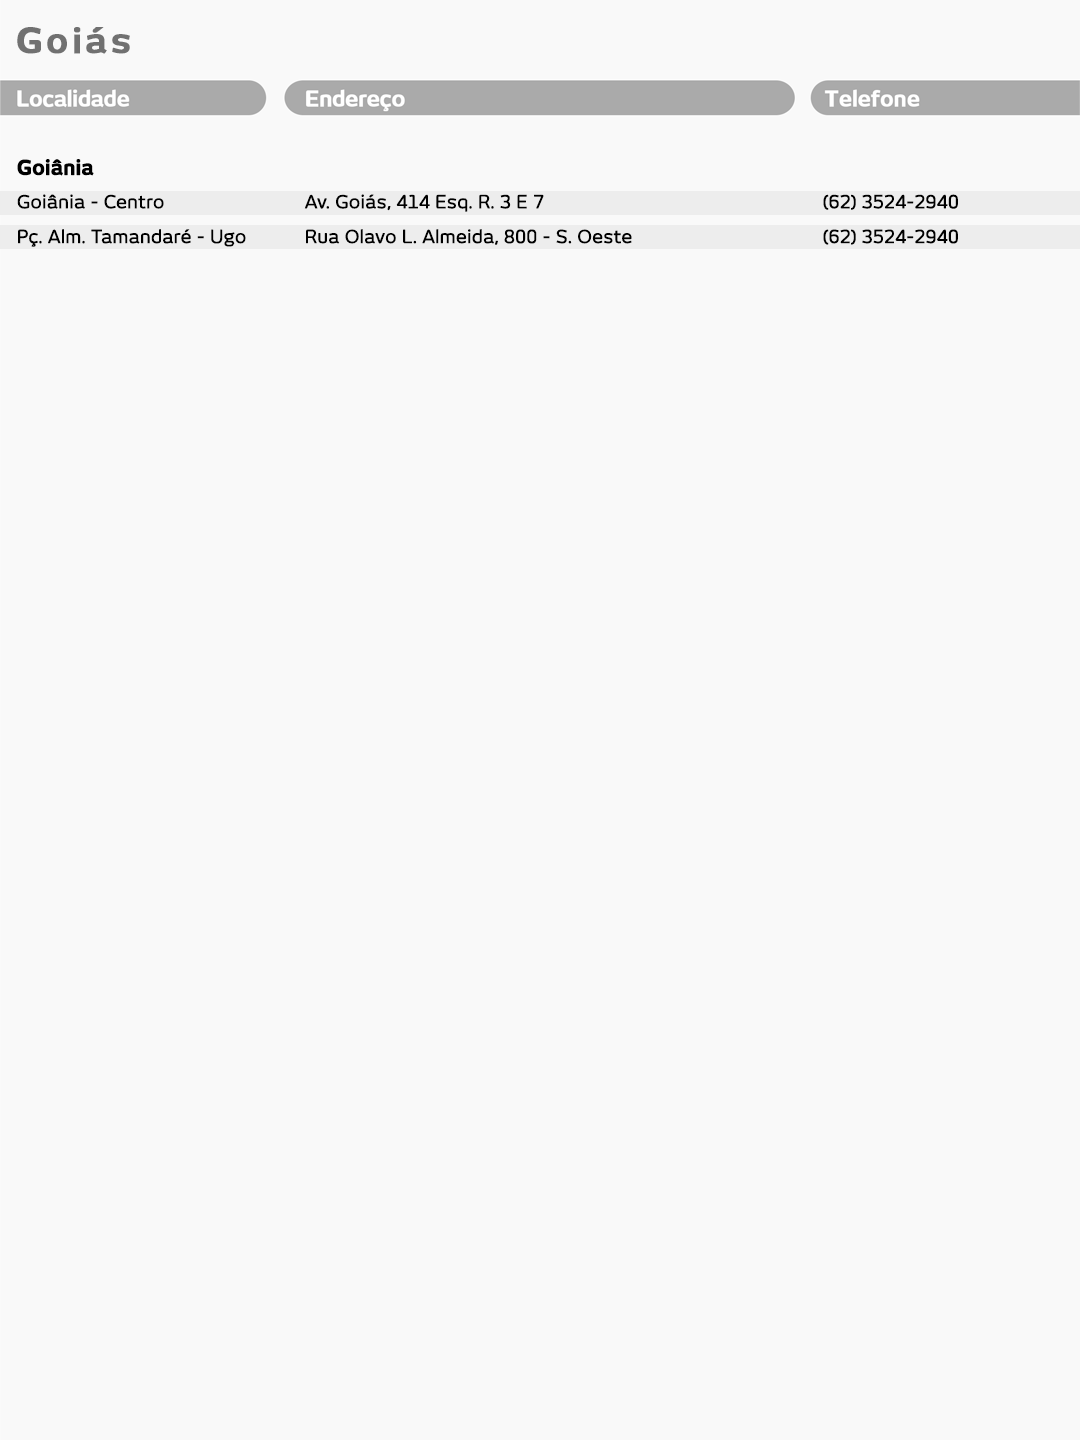 Goiás
Localidade Endereço Telefone
Goiânia
Goiânia - Centro Av. Goiás, 414 Esq. R. 3 E 7 (62) 3524-2940
Pç. Alm. Tamandaré - Ugo Rua Olavo L. Almeida, 800 - S. Oeste (62) 3524-2940